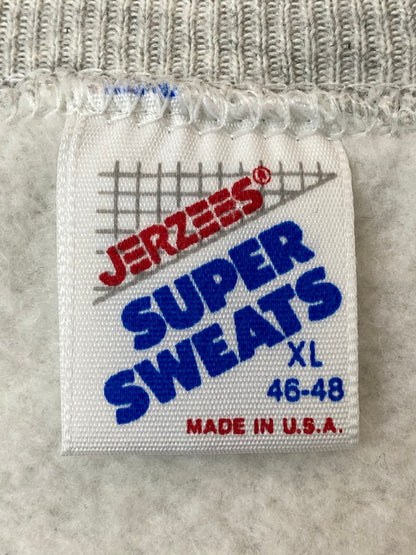 JERZEES®
SUPER
SWEATS
XL
46-48
MADE IN U.S.A.